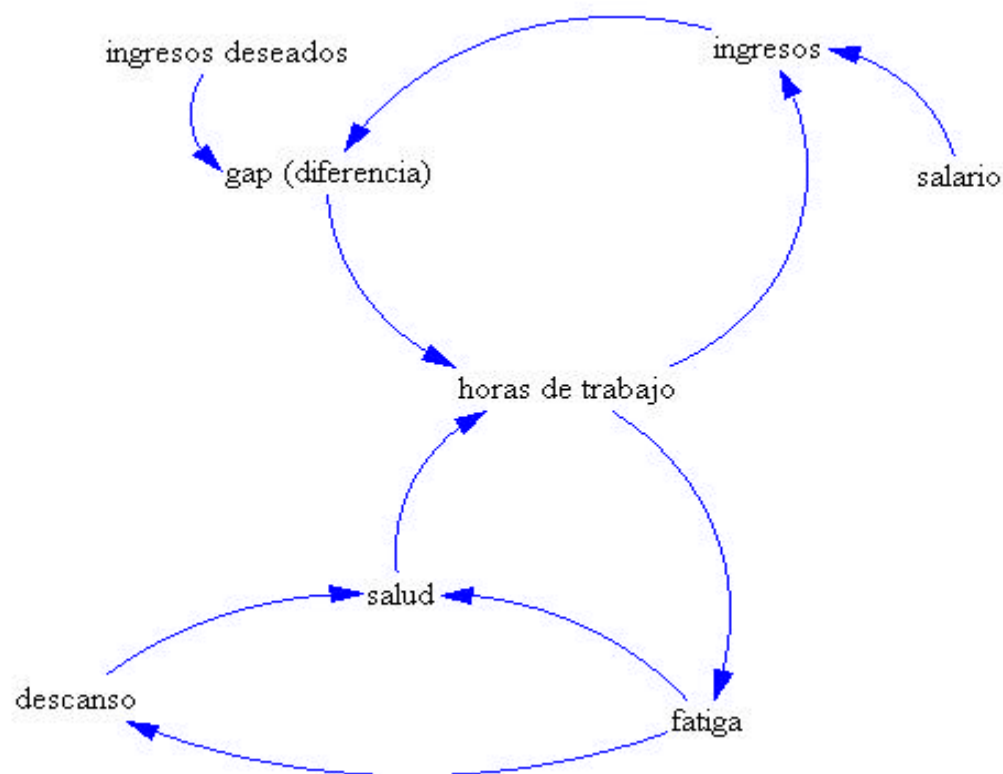 ingresos deseados
ingresos
gap (diferencia)
salario
horas de trabajo
salud
descanso
fatiga